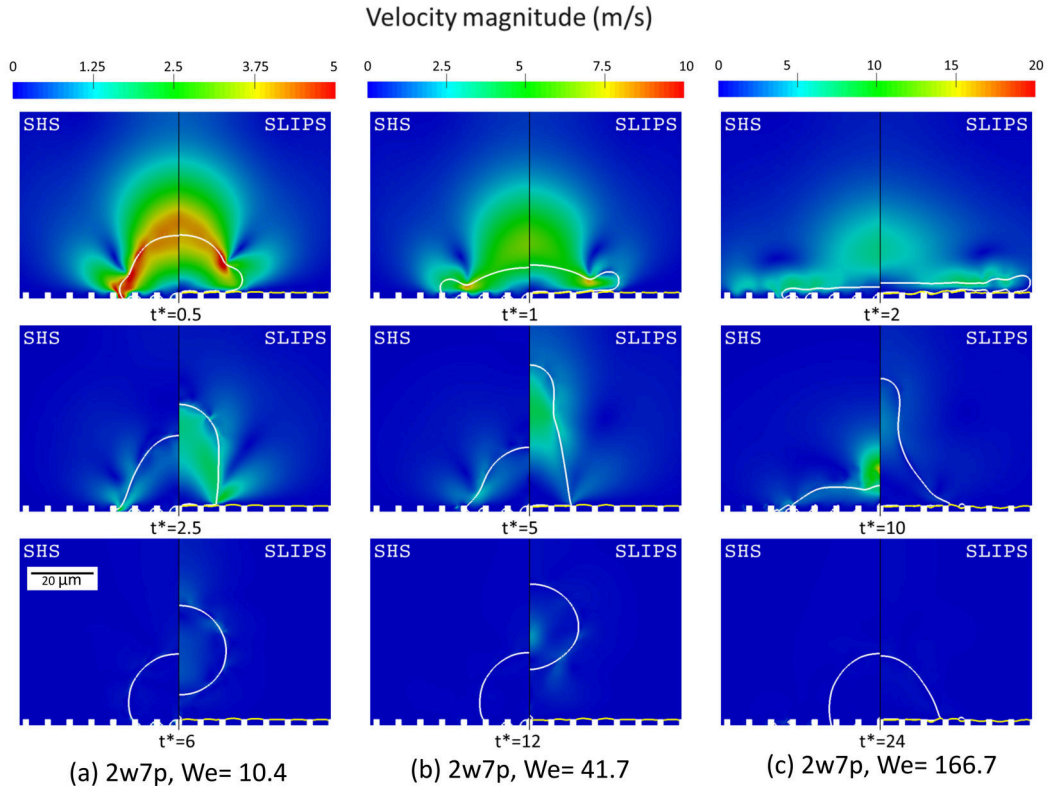 Velocity magnitude (m/s)
0 1.25 2.5 3.75 5
0 2.5 5 7.5 10
0 5 10 15 20
SHS SLIPS
SHS SLIPS
SHS SLIPS
t*=0.5
t*=1
t*=2
SHS SLIPS
SHS SLIPS
SHS SLIPS
t*=2.5
t*=5
t*=10
SHS SLIPS
SHS SLIPS
SHS SLIPS
20 μm
t*=6
t*=12
t*=24
(a) 2w7p, We= 10.4
(b) 2w7p, We= 41.7
(c) 2w7p, We= 166.7